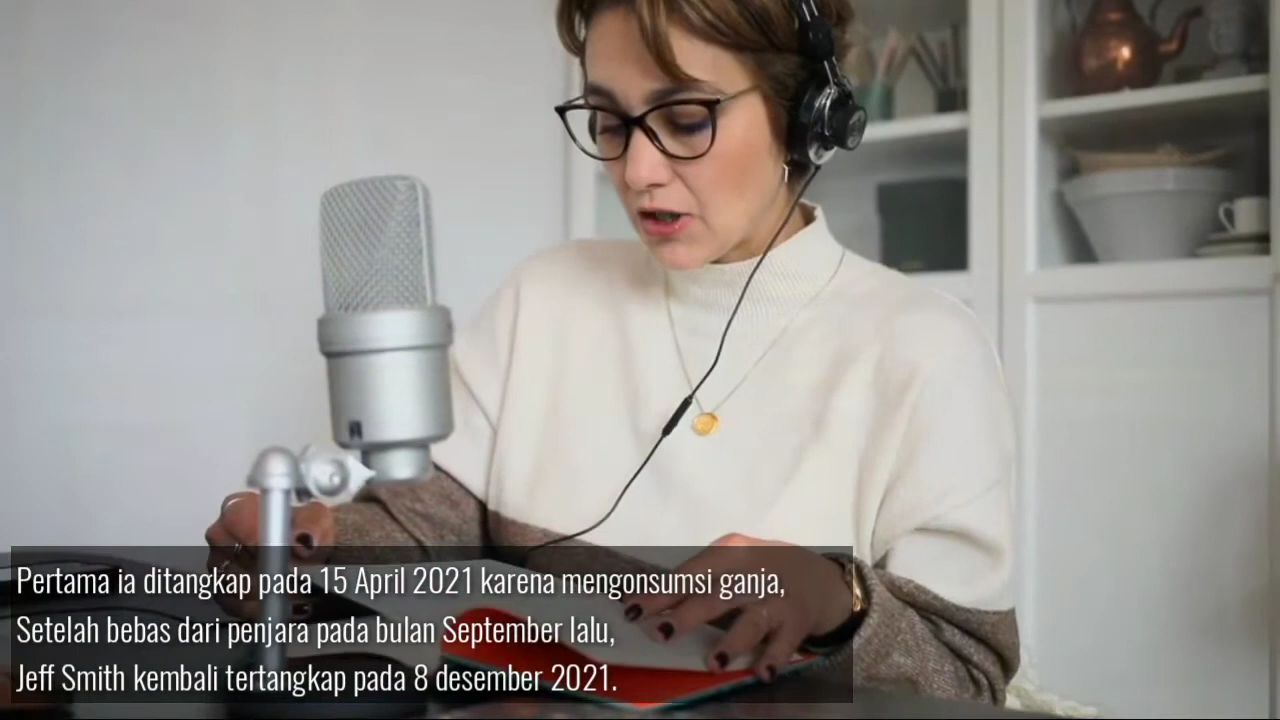 Pertama ia ditangkap pada 15 April 2021 karena mengonsumsi ganja,
Setelah bebas dari penjara pada bulan September lalu,
Jeff Smith kembali tertangkap pada 8 desember 2021.